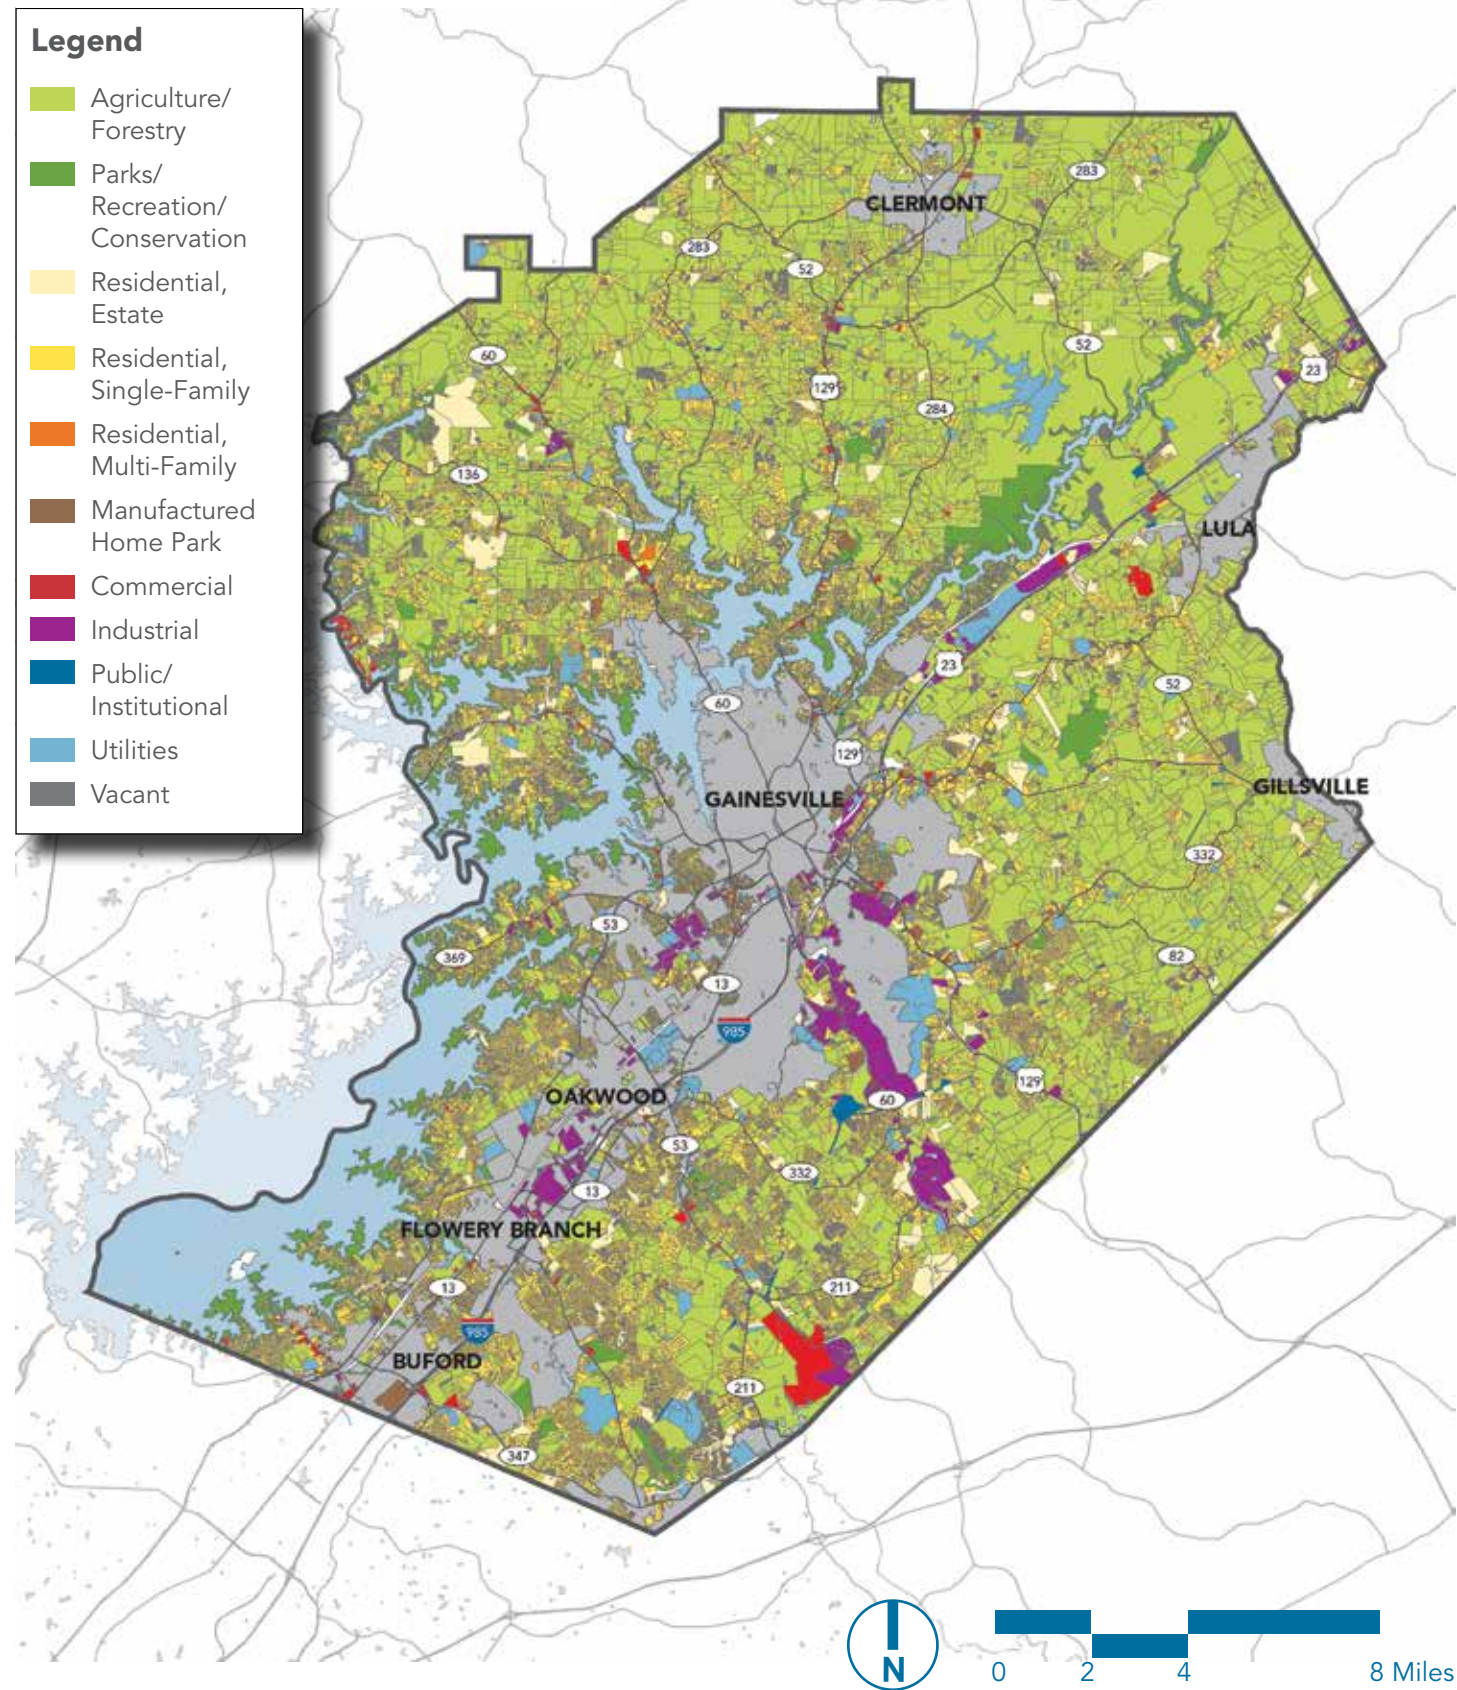 Legend
Agriculture/
Forestry
Parks/
Recreation/
Conservation
Residential,
Estate
Residential,
Single-Family
Residential,
Multi-Family
Manufactured
Home Park
Commercial
Industrial
Public/
Institutional
Utilities
Vacant
283
CLERMONT
283
52
60
52
23
129
284
136
LULA
23
52
60
129
GAINESVILLE
GILLSVILLE
332
53
369
82
13
985
129
OAKWOOD
60
53
332
13
FLOWERY BRANCH
13
211
985
BUFORD
211
347
N
0 2 4 8 Miles